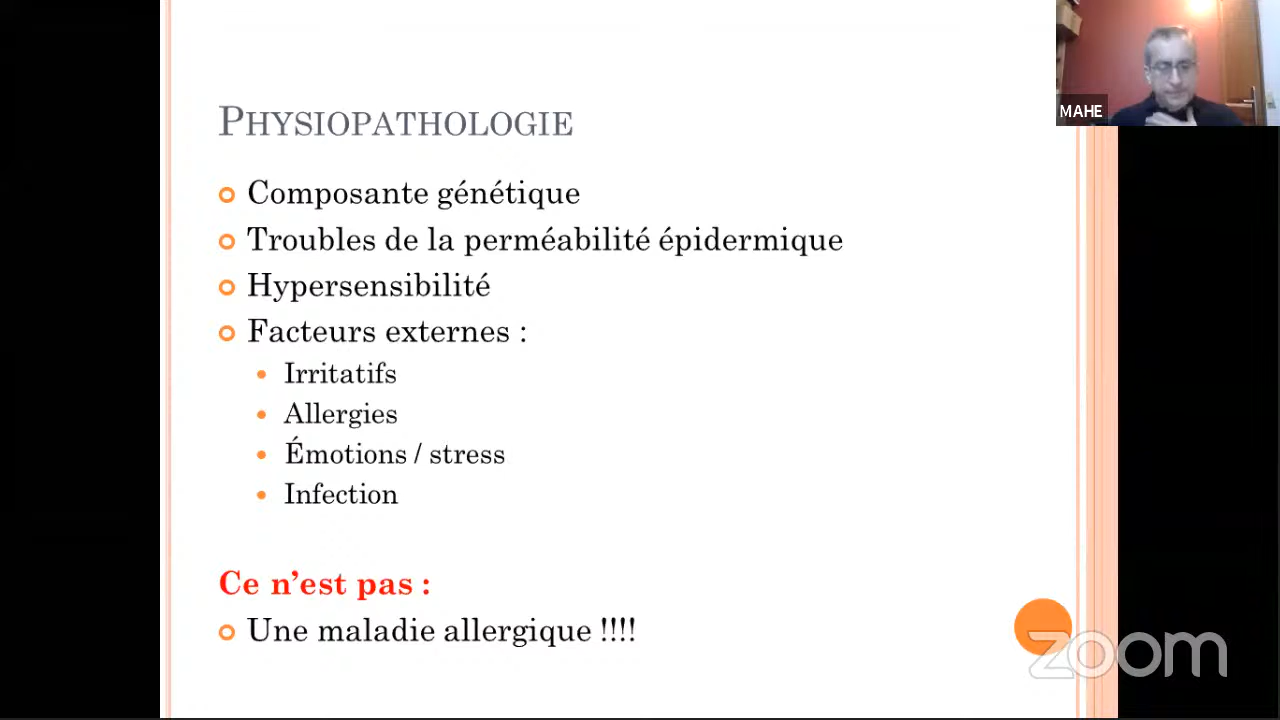 MAHE
PHYSIOPATHOLOGIE
Composante génétique
Troubles de la perméabilité épidermique
Hypersensibilité
Facteurs externes :
Irritatifs
Allergies
Émotions / stress
Infection
Ce n’est pas :
Une maladie allergique !!!!
zoom